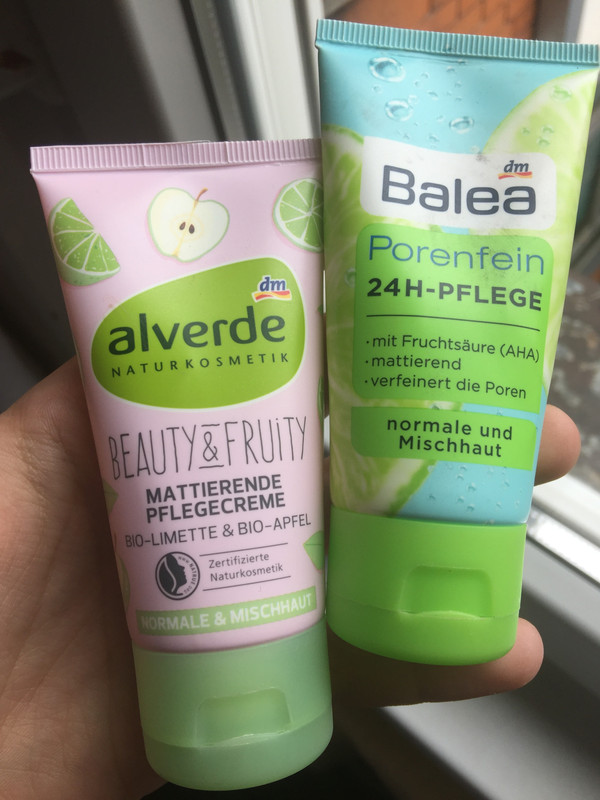 dm
alverde
NATURKOSMETIK
BEAUTY & FRUITY
MATTIERENDE
PFLEGECREME
BIO-LIMETTE & BIO-APFEL
Zertifizierte
Naturkosmetik
NORMALE & MISCHHAUT
dm
Balea
Porenfein
24H-PFLEGE
· mit Fruchtsäure (AHA)
· mattierend
· verfeinert die Poren
normale und
Mischhaut